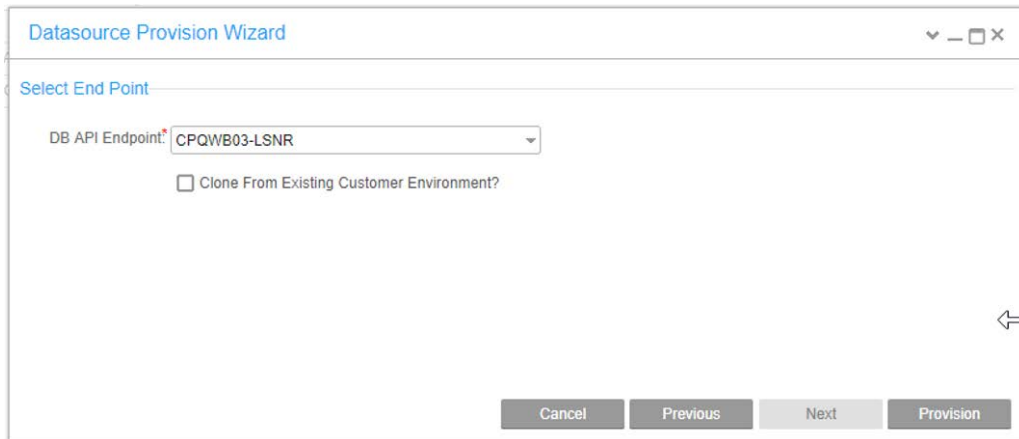 Datasource Provision Wizard
Select End Point
DB API Endpoint:* CPQWB03-LSNR
Clone From Existing Customer Environment?
Cancel Previous Next Provision